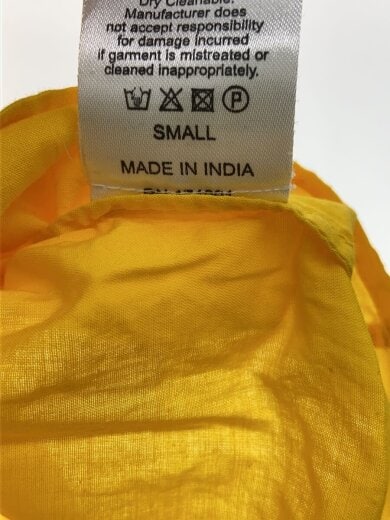 Dry Cleanable.
Manufacturer does
not accept responsibility
for damage incurred
if garment is mistreated or
cleaned inappropriately.
P
SMALL
MADE IN INDIA